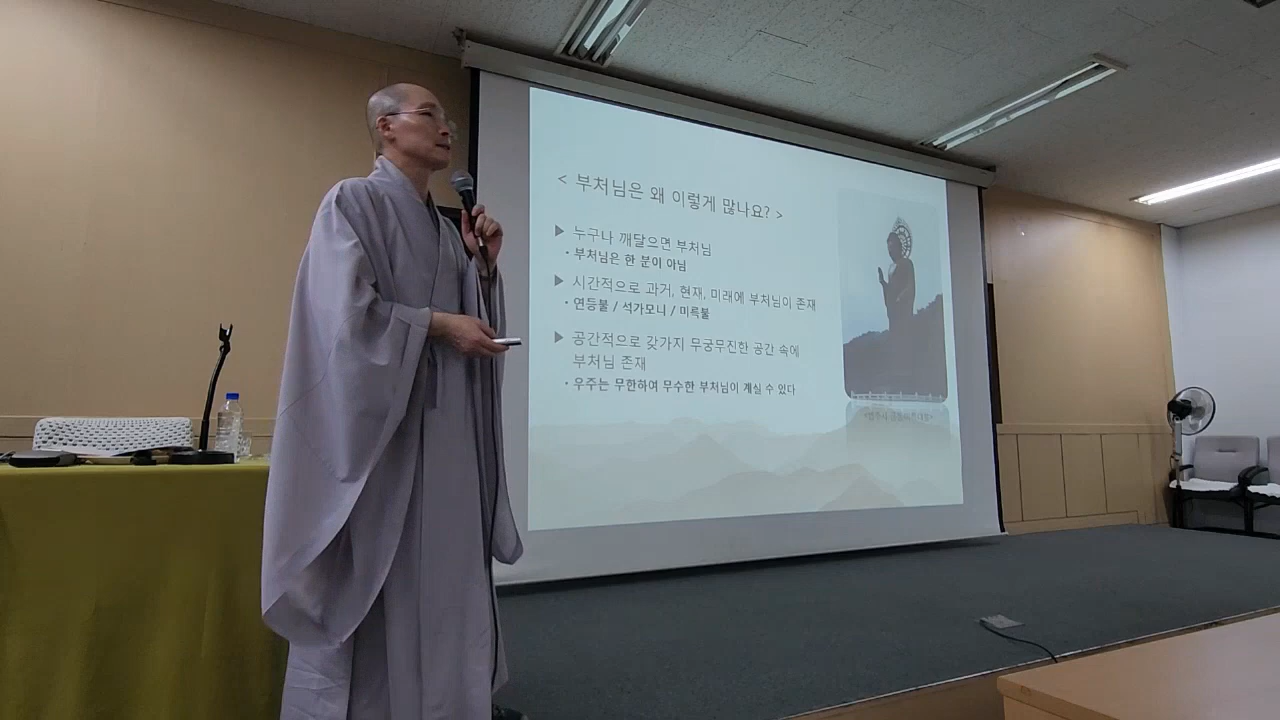 < 부처님은 왜 이렇게 많나요? >
▶ 누구나 깨달으면 부처님
• 부처님은 한 분이 아님
▶ 시간적으로 과거, 현재, 미래에 부처님이 존재
• 연등불 / 석가모니 / 미륵불
▶ 공간적으로 갖가지 무궁무진한 공간 속에
부처님 존재
• 우주는 무한하여 무수한 부처님이 계실 수 있다